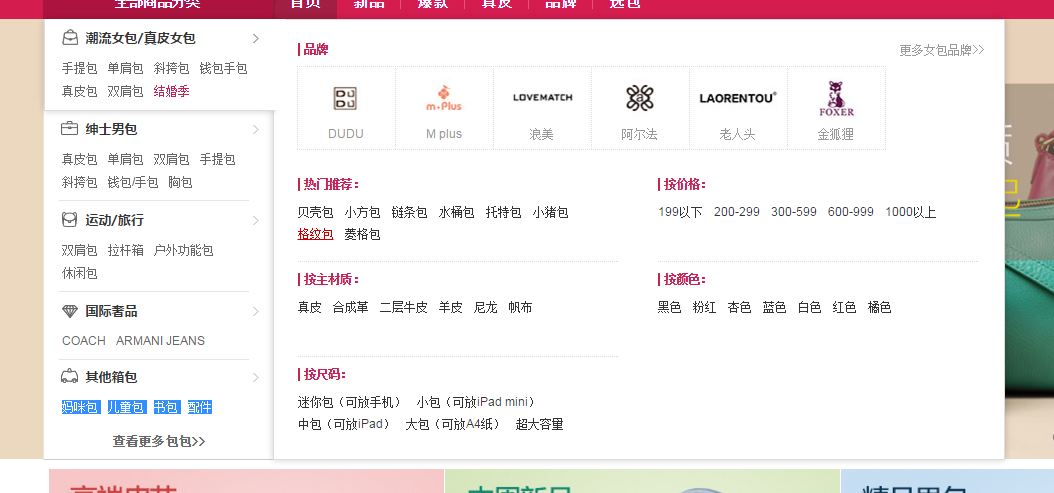 全部商品分类 首页 新品 爆款 真皮 品牌 选包
潮流女包/真皮女包
手提包 单肩包 斜挎包 钱包手包
真皮包 双肩包 结婚季
绅士男包
真皮包 单肩包 双肩包 手提包
斜挎包 钱包/手包 胸包
运动/旅行
双肩包 拉杆箱 户外功能包
休闲包
国际奢品
COACH ARMANI JEANS
其他箱包
妈咪包 儿童包 书包 配件
查看更多包包>>
品牌 更多女包品牌>>
m·Plus LOVEMATCH LAORENTOU® FOXER
DUDU M plus 浪美 阿尔法 老人头 金狐狸
热门推荐：
贝壳包 小方包 链条包 水桶包 托特包 小猪包
格纹包 菱格包
按价格：
199以下 200-299 300-599 600-999 1000以上
按主材质：
真皮 合成革 二层牛皮 羊皮 尼龙 帆布
按颜色：
黑色 粉红 杏色 蓝色 白色 红色 橘色
按尺码：
迷你包（可放手机） 小包（可放iPad mini）
中包（可放iPad） 大包（可放A4纸） 超大容量